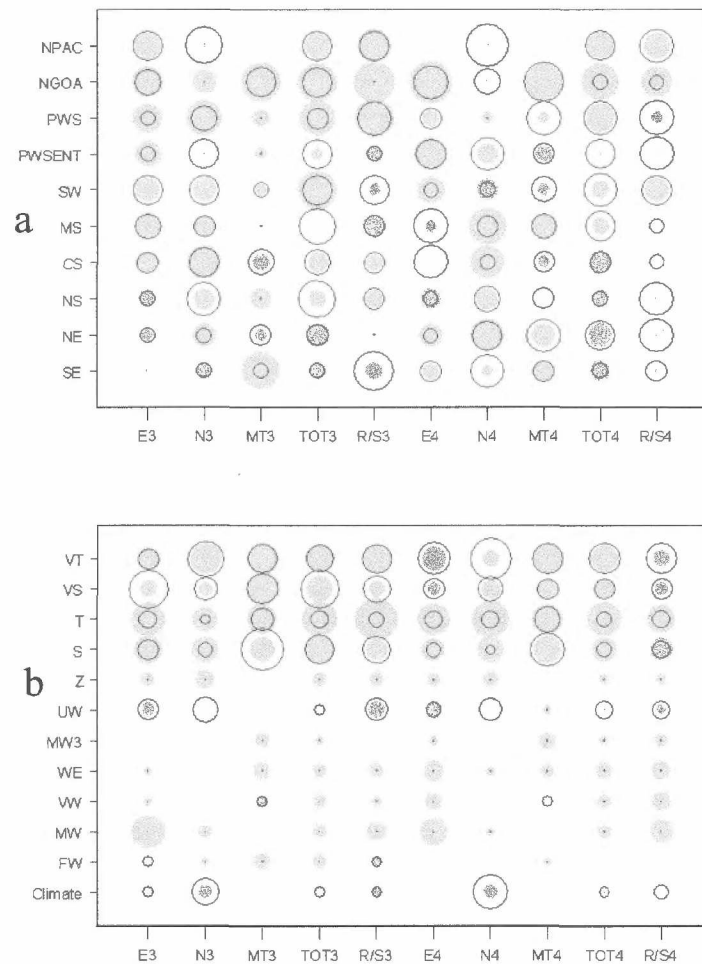 a
NPAC
NGOA
PWS
PWSENT
SW
MS
CS
NS
NE
SE
E3 N3 MT3 TOT3 R/S3 E4 N4 MT4 TOT4 R/S4
b
VT
VS
T
S
Z
UW
MW3
WE
VW
MW
FW
Climate
E3 N3 MT3 TOT3 R/S3 E4 N4 MT4 TOT4 R/S4